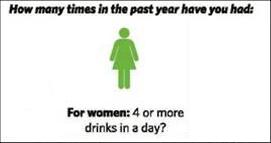 How many times in the past year have you had:
For women: 4 or more
drinks in a day?